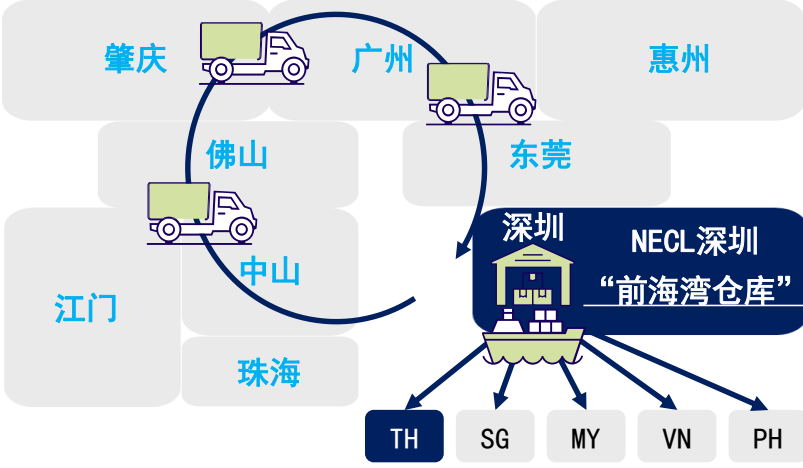 肇庆
广州
惠州
佛山
东莞
深圳
NECL深圳
“前海湾仓库”
中山
江门
珠海
TH
SG
MY
VN
PH